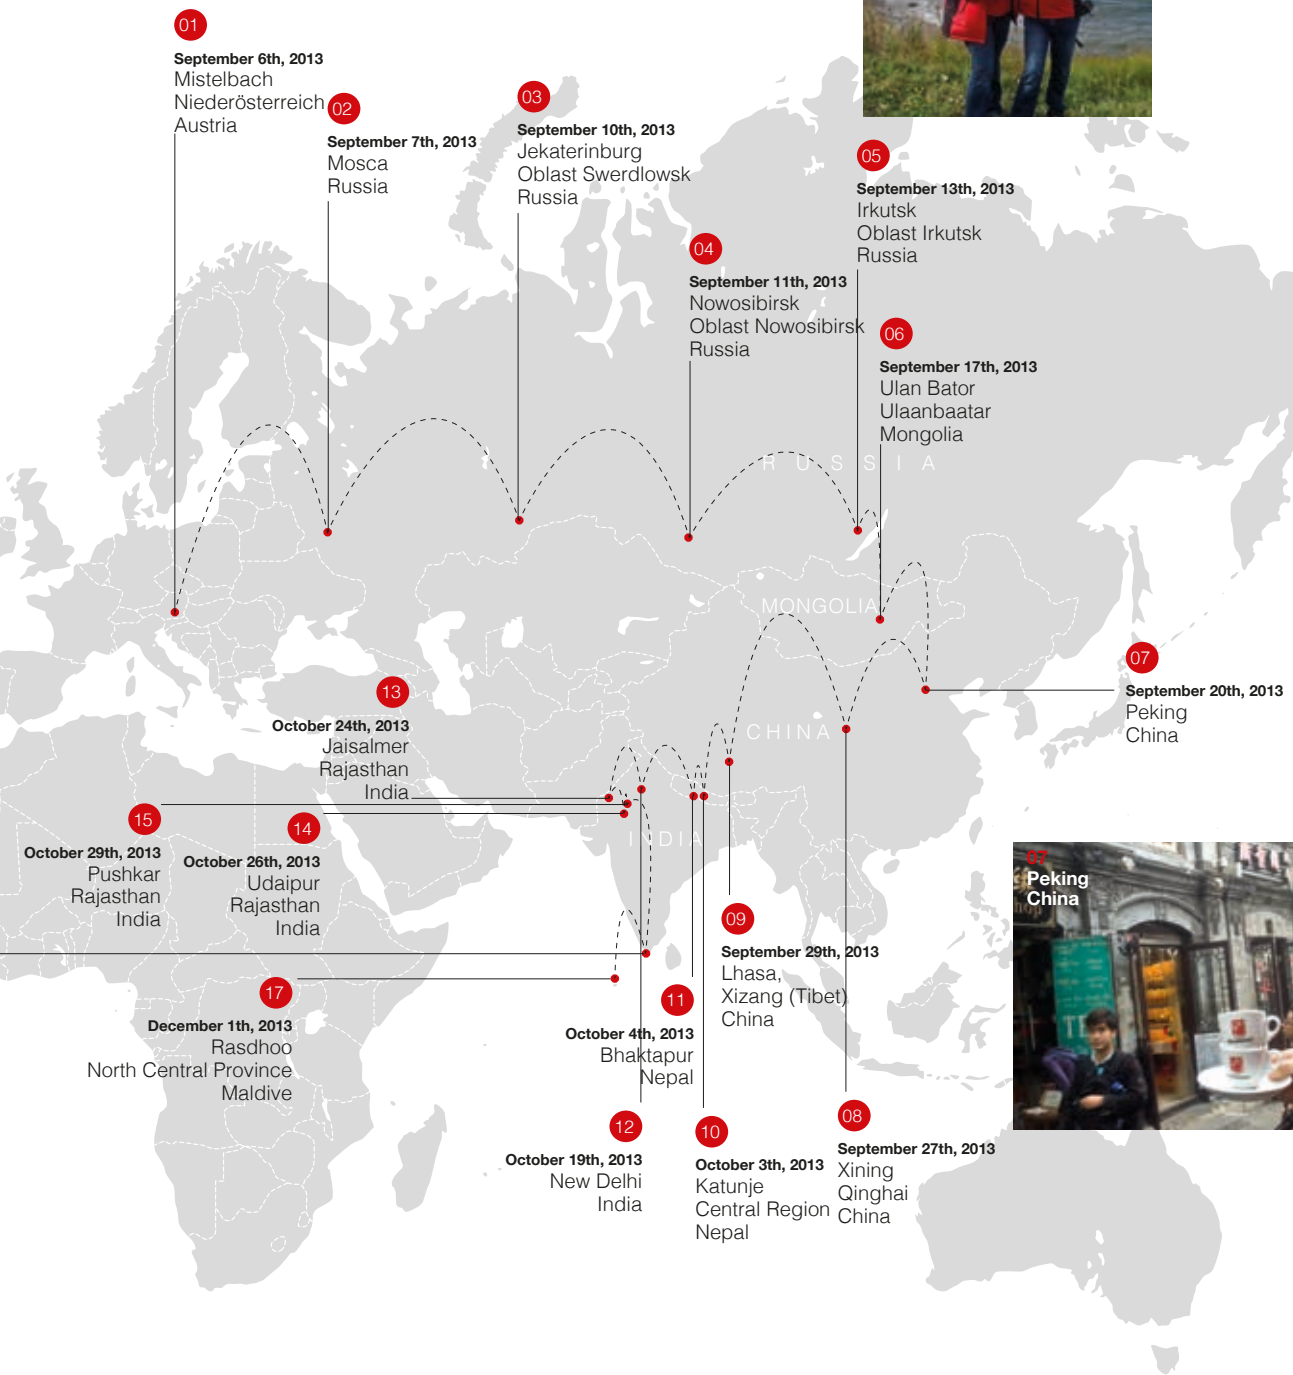 01
September 6th, 2013
Mistelbach
Niederösterreich
Austria
02
September 7th, 2013
Mosca
Russia
03
September 10th, 2013
Jekaterinburg
Oblast Swerdlowsk
Russia
04
September 11th, 2013
Nowosibirsk
Oblast Nowosibirsk
Russia
05
September 13th, 2013
Irkutsk
Oblast Irkutsk
Russia
06
September 17th, 2013
Ulan Bator
Ulaanbaatar
Mongolia
RUSSIA
MONGOLIA
CHINA
INDIA
07
September 20th, 2013
Peking
China
13
October 24th, 2013
Jaisalmer
Rajasthan
India
15
October 29th, 2013
Pushkar
Rajasthan
India
14
October 26th, 2013
Udaipur
Rajasthan
India
07
Peking
China
09
September 29th, 2013
Lhasa,
Xizang (Tibet)
China
17
December 1th, 2013
Rasdhoo
North Central Province
Maldive
11
October 4th, 2013
Bhaktapur
Nepal
12
October 19th, 2013
New Delhi
India
10
October 3th, 2013
Katunje
Central Region
Nepal
08
September 27th, 2013
Xining
Qinghai
China